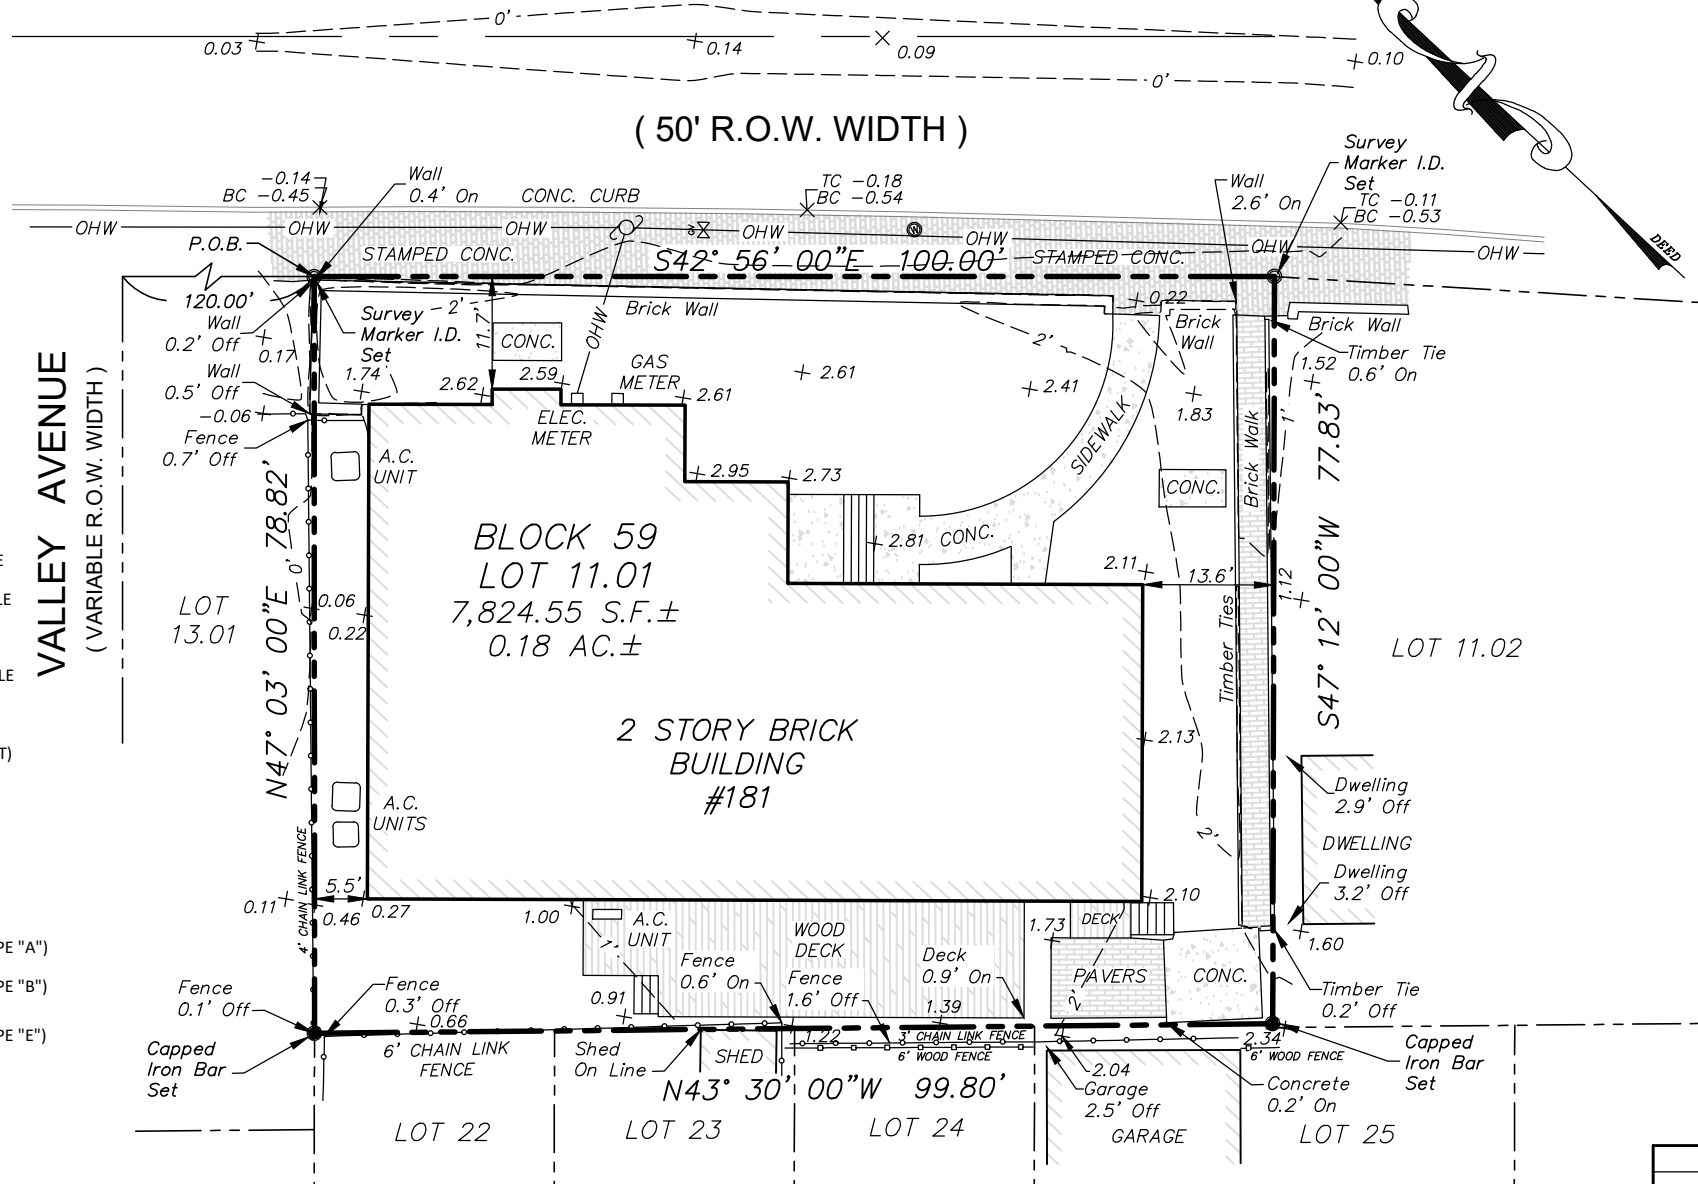 0'
0.03
0.14
0.09
0.10
0'
( 50' R.O.W. WIDTH )
DEED
Survey
Marker I.D.
Set
-0.14
BC -0.45
Wall
0.4' On
CONC. CURB
TC -0.18
BC -0.54
Wall
2.6' On
TC -0.11
BC -0.53
OHW
OHW
OHW
OHW
OHW
OHW
OHW
P.O.B.
STAMPED CONC.
S42° 56' 00"E 100.00'
STAMPED CONC.
120.00'
Wall
0.2' Off
0.17
Survey
Marker I.D.
Set
2'
11.7'
Brick Wall
OHW
CONC.
0.22
Brick
Wall
Brick Wall
Timber Tie
0.6' On
1.52
2'
1'
Wall
0.5' Off
-0.06
Fence
0.7' Off
1.74
2.62
2.59
GAS
METER
2.61
2.61
2.41
1.83
ELEC.
METER
SIDEWALK
Brick Walk
VALLEY AVENUE
( VARIABLE R.O.W. WIDTH )
A.C.
UNIT
2.95
2.73
CONC.
S47° 12' 00"W 77.83'
N47° 03' 00"E 78.82'
0'
BLOCK 59
LOT 11.01
7,824.55 S.F.±
0.18 AC.±
2.81
CONC.
2.11
13.6'
1.12
E
LE
LE
T)
LOT
13.01
0.06
0.22
Timber Ties
LOT 11.02
2 STORY BRICK
BUILDING
#181
2.13
2'
Dwelling
2.9' Off
DWELLING
Dwelling
3.2' Off
A.C.
UNITS
4' CHAIN LINK FENCE
5.5'
0.11
0.46
0.27
1.00
A.C.
UNIT
1'
WOOD
DECK
1.73
DECK
2.10
1.60
PE "A")
PE "B")
PE "E")
Fence
0.1' Off
Fence
0.3' Off
0.66
0.91
Fence
0.6' On
Fence
1.6' Off
Deck
0.9' On
1.39
PAVERS
2'
CONC.
Timber Tie
0.2' Off
Capped
Iron Bar
Set
6' CHAIN LINK
FENCE
Shed
On Line
SHED
1.22
3' CHAIN LINK FENCE
6' WOOD FENCE
2.34
6' WOOD FENCE
Capped
Iron Bar
Set
2.04
Garage
2.5' Off
Concrete
0.2' On
N43° 30' 00"W 99.80'
LOT 22
LOT 23
LOT 24
GARAGE
LOT 25